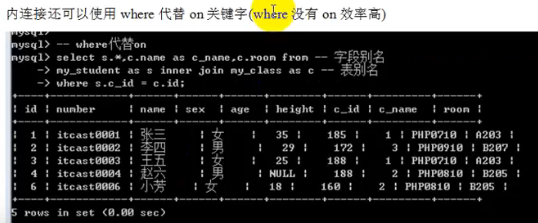 内连接还可以使用 where 代替 on 关键字(where 没有 on 效率高)
mysql>
mysql> -- where代替on
mysql> select s.*,c.name as c_name,c.room from -- 字段别名
    -> my_student as s inner join my_class as c -- 表别名
    -> where s.c_id = c.id;
| id | number | name | sex | age | height | c_id | c_name | room |
| 1 | itcast0001 | 张三 | 女 | 35 | 185 | 1 | PHP0710 | A203 |
| 2 | itcast0002 | 李四 | 男 | 29 | 172 | 3 | PHP0910 | B207 |
| 3 | itcast0003 | 王五 | 女 | 25 | 188 | 1 | PHP0710 | A203 |
| 4 | itcast0004 | 赵六 | 男 | NULL | 188 | 2 | PHP0810 | B205 |
| 6 | itcast0006 | 小芳 | 女 | 18 | 160 | 2 | PHP0810 | B205 |
5 rows in set (0.00 sec)